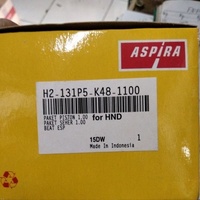 ASPIRA
H2-131P5-K48-1100
PAKET PISTON 1.00 for HND
PAKET SEHER 1.00
BEAT ESP
15DW 1
Made In Indonesia